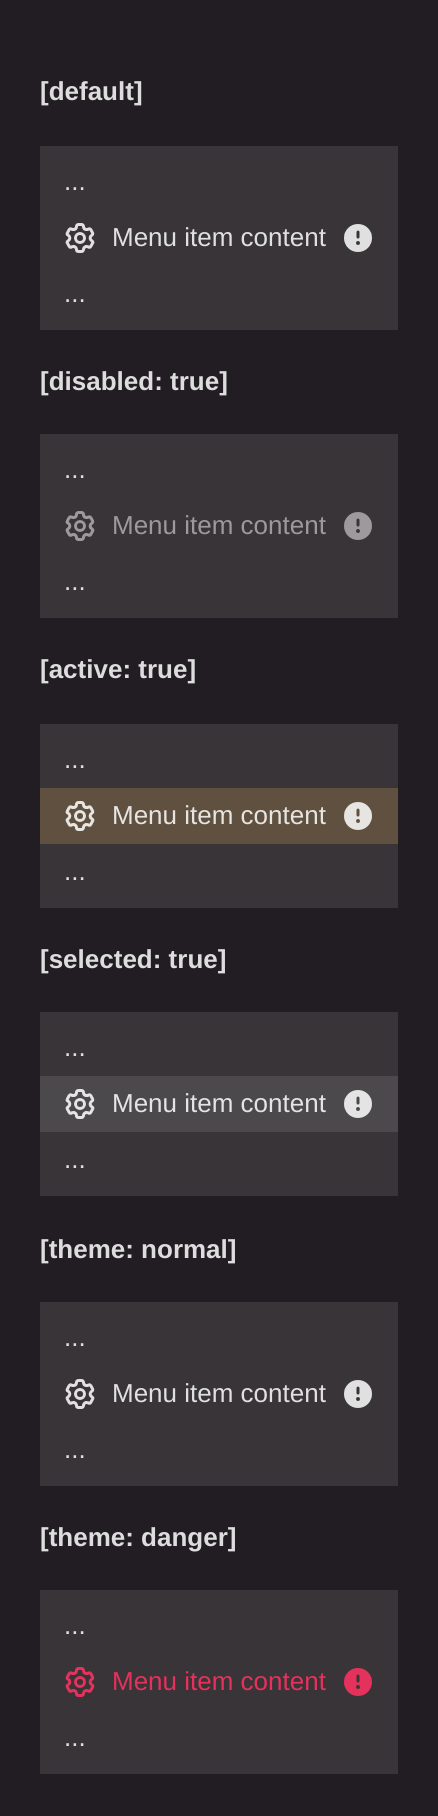 [default]
...
Menu item content
...
[disabled: true]
...
Menu item content
...
[active: true]
...
Menu item content
...
[selected: true]
...
Menu item content
...
[theme: normal]
...
Menu item content
...
[theme: danger]
...
Menu item content
...